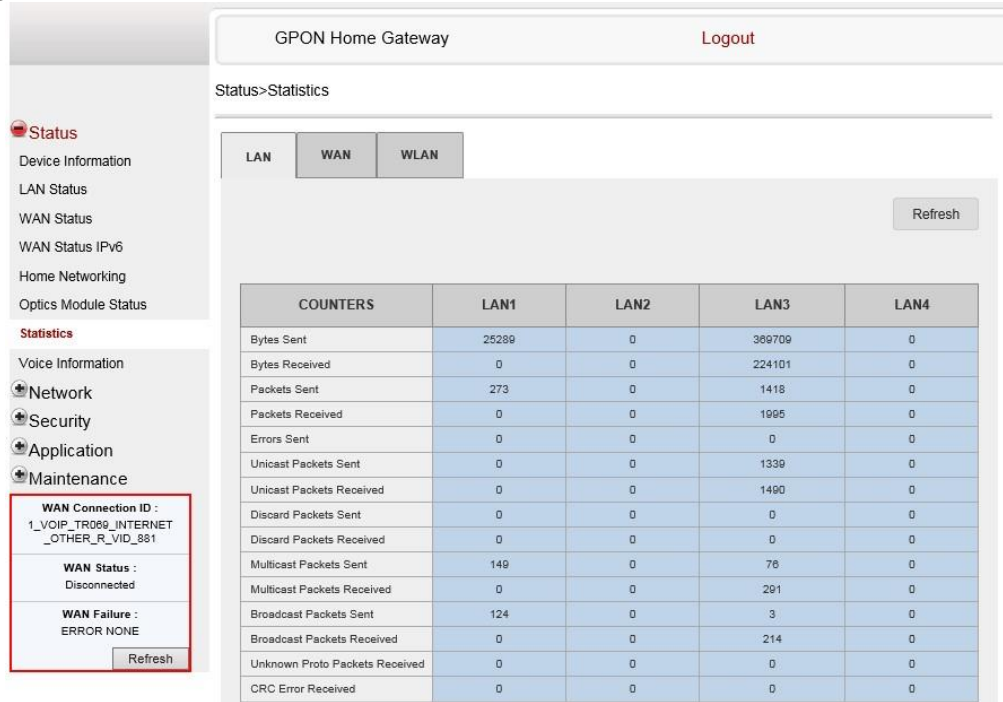 GPON Home Gateway Logout
Status>Statistics
Status
Device Information
LAN Status
WAN Status
WAN Status IPv6
Home Networking
Optics Module Status
Statistics
Voice Information
Network
Security
Application
Maintenance
WAN Connection ID :
1_VOIP_TR069_INTERNET
_OTHER_R_VID_881
WAN Status :
Disconnected
WAN Failure :
ERROR NONE
Refresh
LAN WAN WLAN
Refresh
COUNTERS LAN1 LAN2 LAN3 LAN4
Bytes Sent 25289 0 369709 0
Bytes Received 0 0 224101 0
Packets Sent 273 0 1418 0
Packets Received 0 0 1995 0
Errors Sent 0 0 0 0
Unicast Packets Sent 0 0 1339 0
Unicast Packets Received 0 0 1490 0
Discard Packets Sent 0 0 0 0
Discard Packets Received 0 0 0 0
Multicast Packets Sent 149 0 76 0
Multicast Packets Received 0 0 291 0
Broadcast Packets Sent 124 0 3 0
Broadcast Packets Received 0 0 214 0
Unknown Proto Packets Received 0 0 0 0
CRC Error Received 0 0 0 0